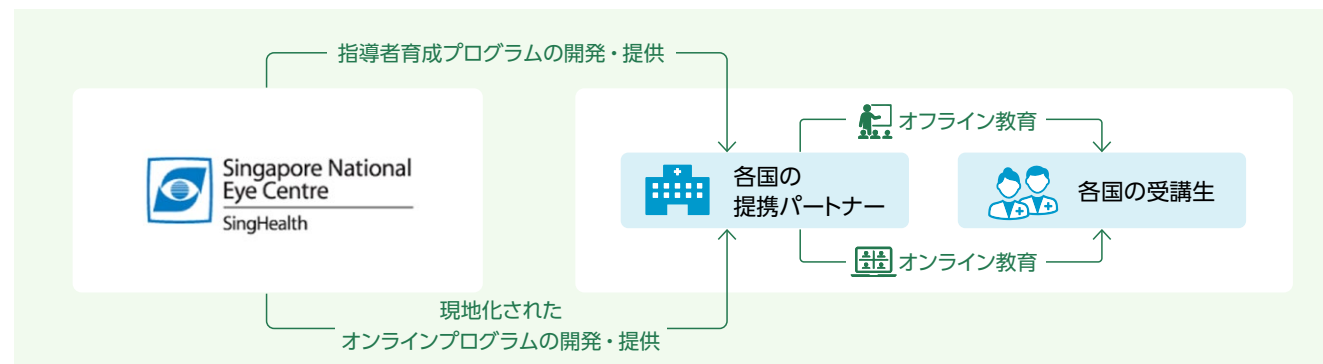 指導者育成プログラムの開発・提供
Singapore National
Eye Centre
SingHealth
オフライン教育
各国の
提携パートナー
各国の受講生
オンライン教育
現地化された
オンラインプログラムの開発・提供